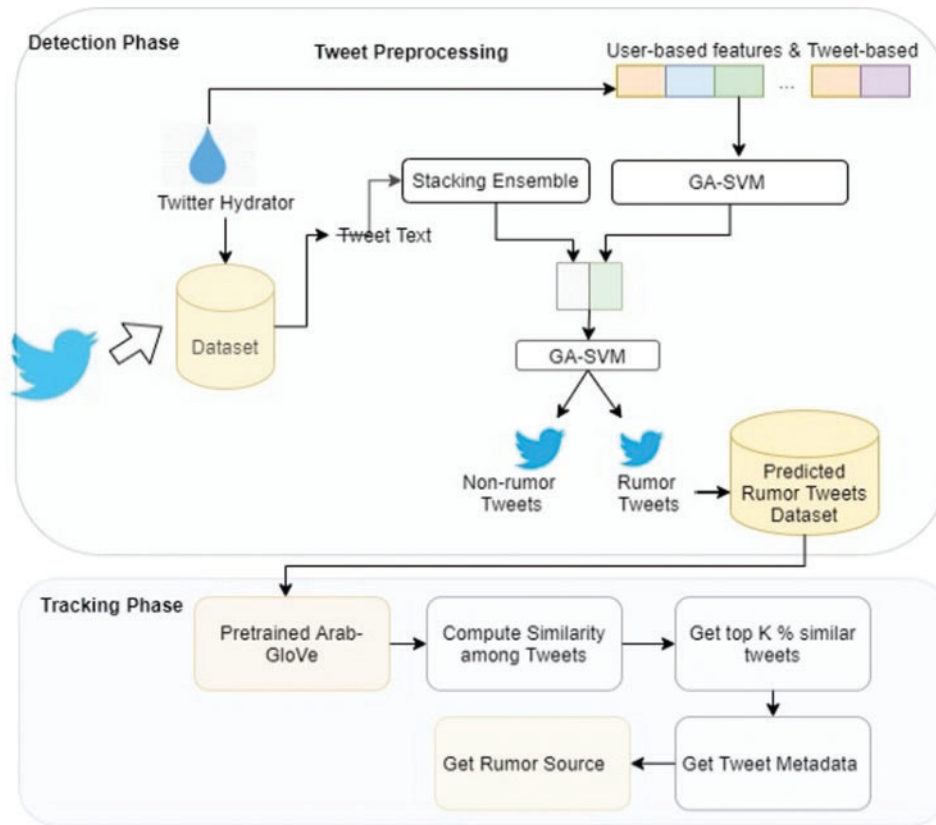 Detection Phase
Tweet Preprocessing
User-based features & Tweet-based
...
Twitter Hydrator
Stacking Ensemble
GA-SVM
Tweet Text
Dataset
GA-SVM
Non-rumor
Tweets
Rumor
Tweets
Predicted
Rumor Tweets
Dataset
Tracking Phase
Pretrained Arab-
GloVe
Compute Similarity
among Tweets
Get top K % similar
tweets
Get Rumor Source
Get Tweet Metadata